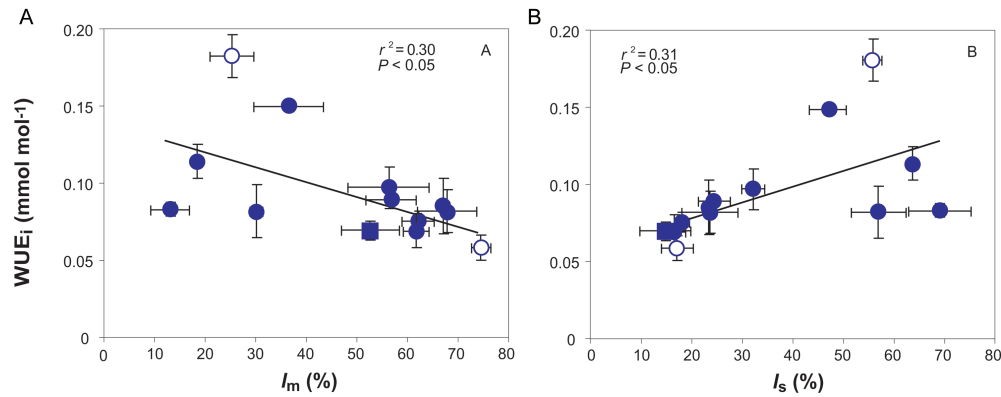 A
B
r² = 0.30
P < 0.05
A
r² = 0.31
P < 0.05
B
WUEi (mmol mol-1)
0.20
0.15
0.10
0.05
0
0 10 20 30 40 50 60 70 80
Im (%)
0.20
0.15
0.10
0.05
0
0 10 20 30 40 50 60 70 80
Is (%)